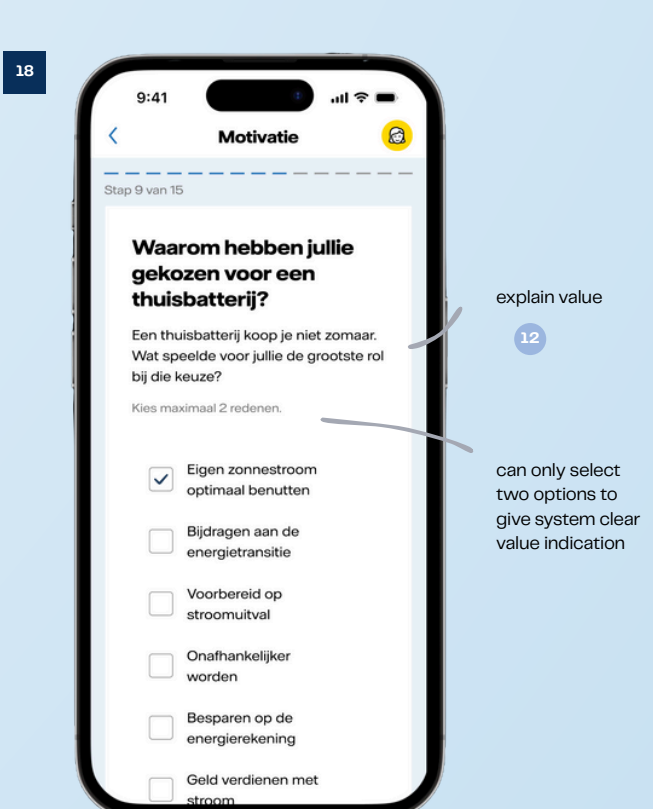 18
9:41
Motivatie
Stap 9 van 15
Waarom hebben jullie
gekozen voor een
thuisbatterij?
Een thuisbatterij koop je niet zomaar.
Wat speelde voor jullie de grootste rol
bij die keuze?
Kies maximaal 2 redenen.
Eigen zonnestroom
optimaal benutten
Bijdragen aan de
energietransitie
Voorbereid op
stroomuitval
Onafhankelijker
worden
Besparen op de
energierekening
Geld verdienen met
stroom
explain value
12
can only select
two options to
give system clear
value indication